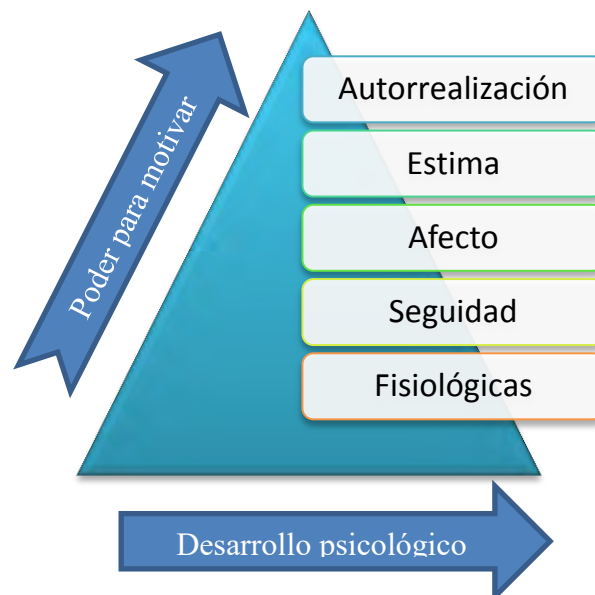 Autorrealización
Estima
Afecto
Seguidad
Fisiológicas
Poder para motivar
Desarrollo psicológico